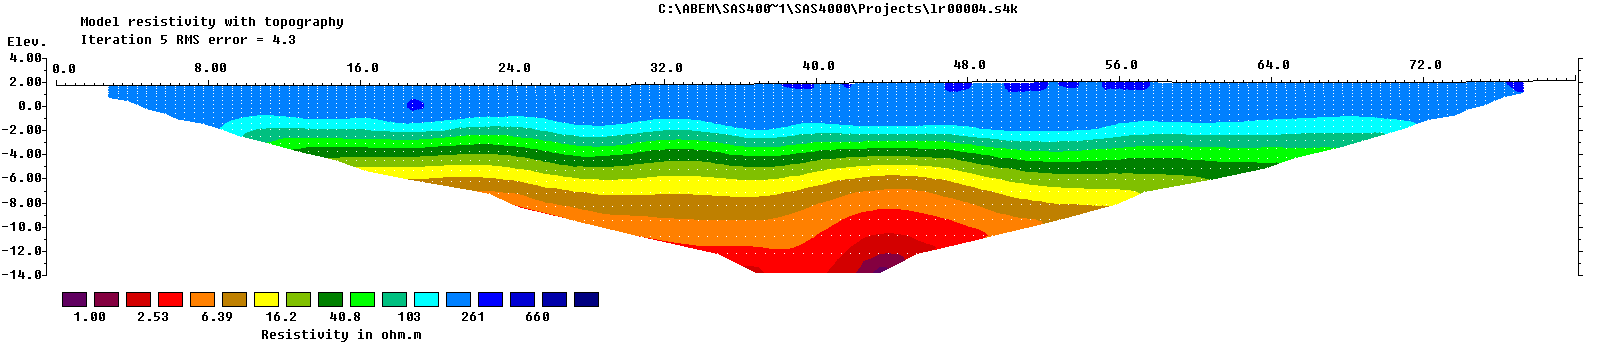 C:\ABEM\SAS400~1\SAS4000\Projects\lr00004.s4k
Model resistivity with topography
Iteration 5 RMS error = 4.3
Elev.
0.0 8.00 16.0 24.0 32.0 40.0 48.0 56.0 64.0 72.0
4.00
2.00
0.0
-2.00
-4.00
-6.00
-8.00
-10.0
-12.0
-14.0
1.00 2.53 6.39 16.2 40.8 103 261 660
Resistivity in ohm.m